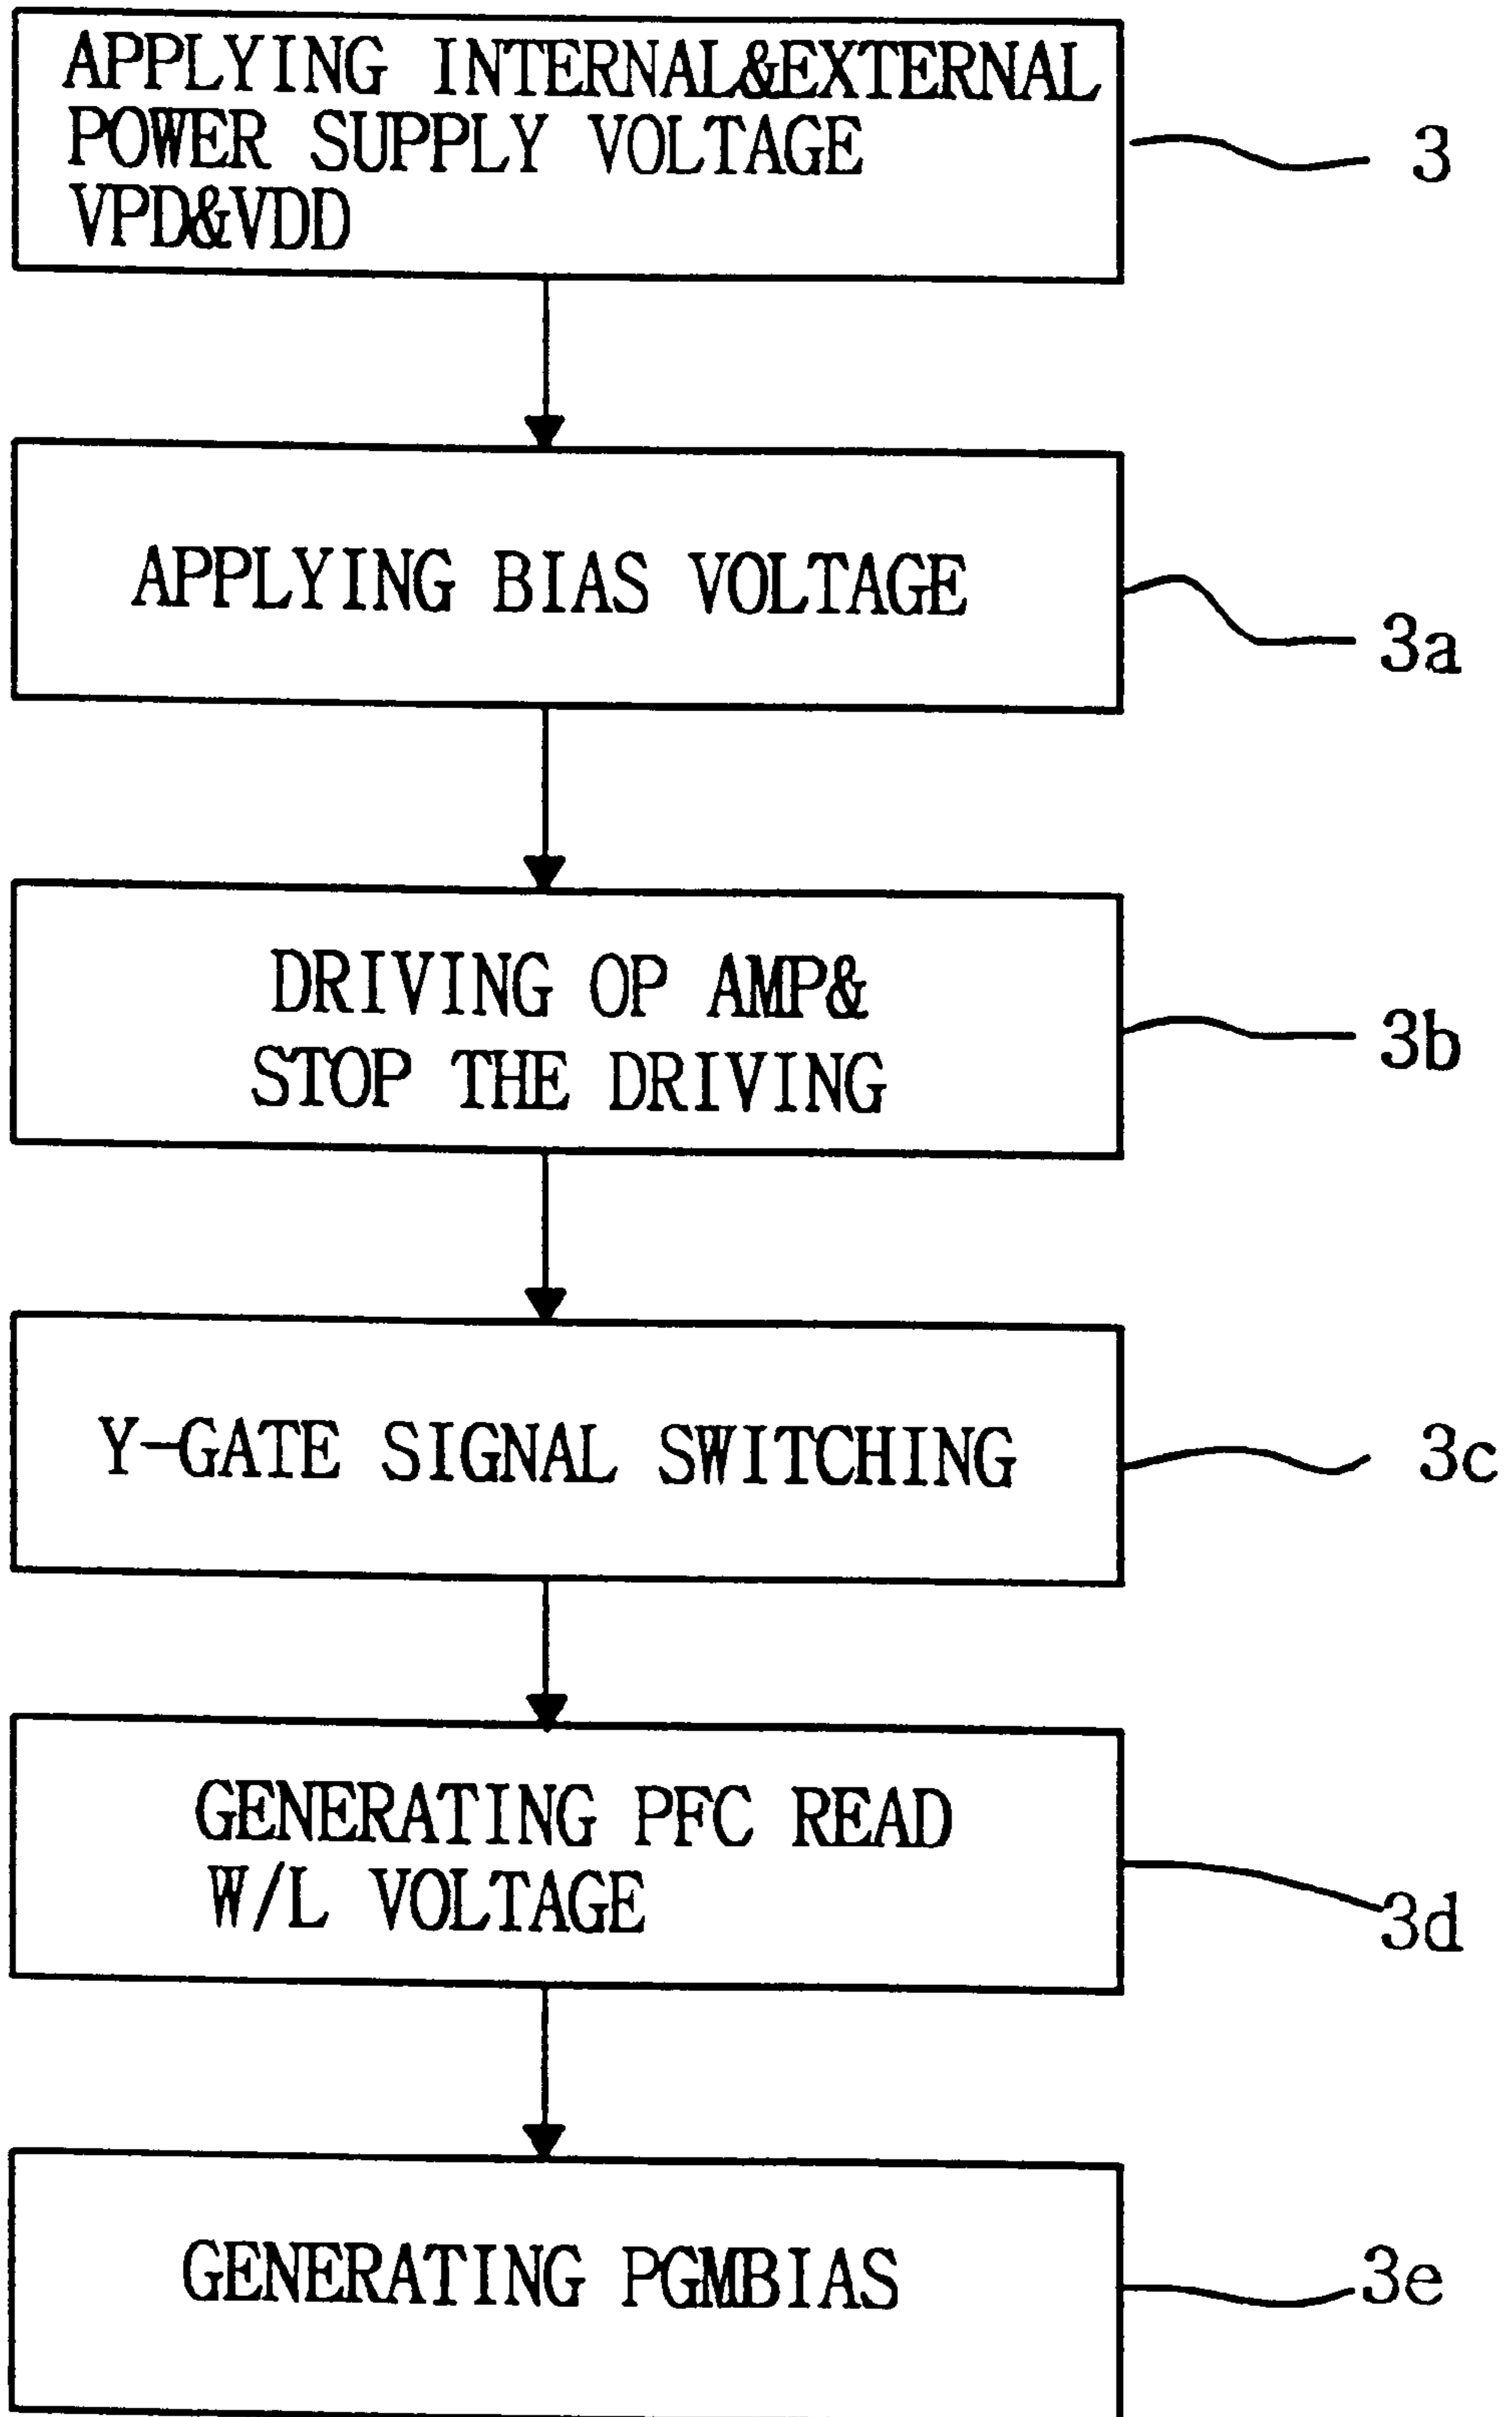 APPLYING INTERNAL&EXTERNAL
POWER SUPPLY VOLTAGE
VPD&VDD
3
APPLYING BIAS VOLTAGE
3a
DRIVING OP AMP&
STOP THE DRIVING
3b
Y-GATE SIGNAL SWITCHING
3c
GENERATING PFC READ
W/L VOLTAGE
3d
GENERATING PGMBIAS
3e